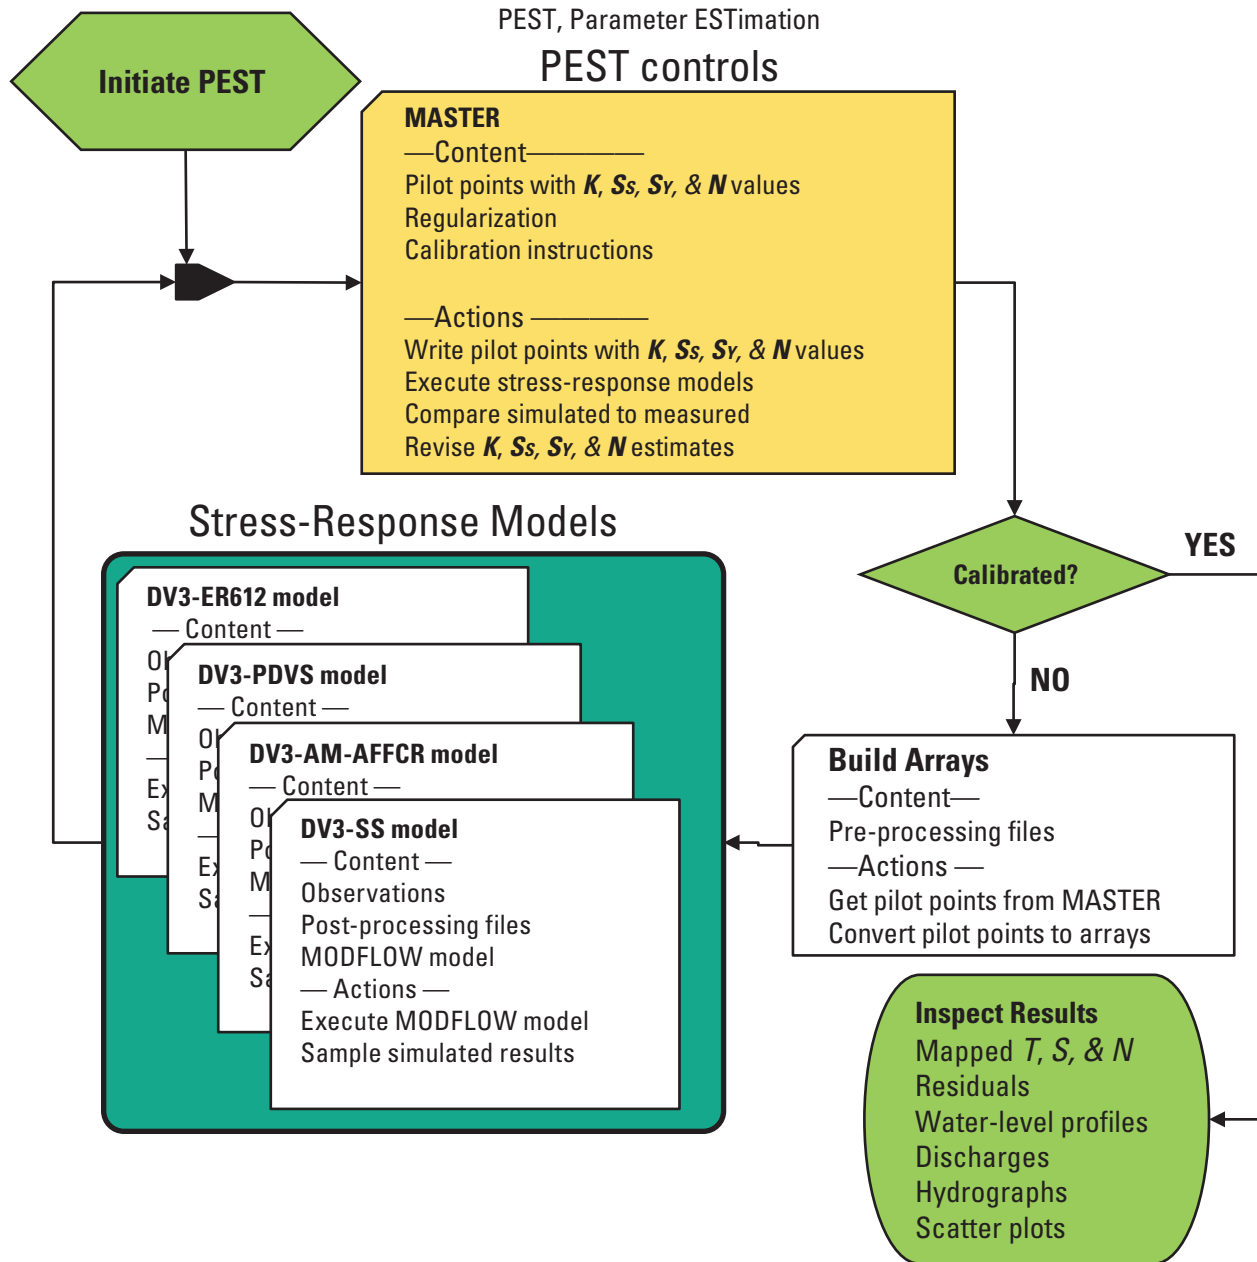 PEST, Parameter ESTimation
PEST controls
Initiate PEST
MASTER
—Content————
Pilot points with K, Ss, SY, & N values
Regularization
Calibration instructions
—Actions ————
Write pilot points with K, Ss, SY, & N values
Execute stress-response models
Compare simulated to measured
Revise K, Ss, SY, & N estimates
Calibrated?
YES
NO
Build Arrays
—Content—
Pre-processing files
—Actions —
Get pilot points from MASTER
Convert pilot points to arrays
Stress-Response Models
DV3-ER612 model
— Content —
DV3-PDVS model
— Content —
DV3-AM-AFFCR model
— Content —
DV3-SS model
— Content —
Observations
Post-processing files
MODFLOW model
— Actions —
Execute MODFLOW model
Sample simulated results
Inspect Results
Mapped T, S, & N
Residuals
Water-level profiles
Discharges
Hydrographs
Scatter plots